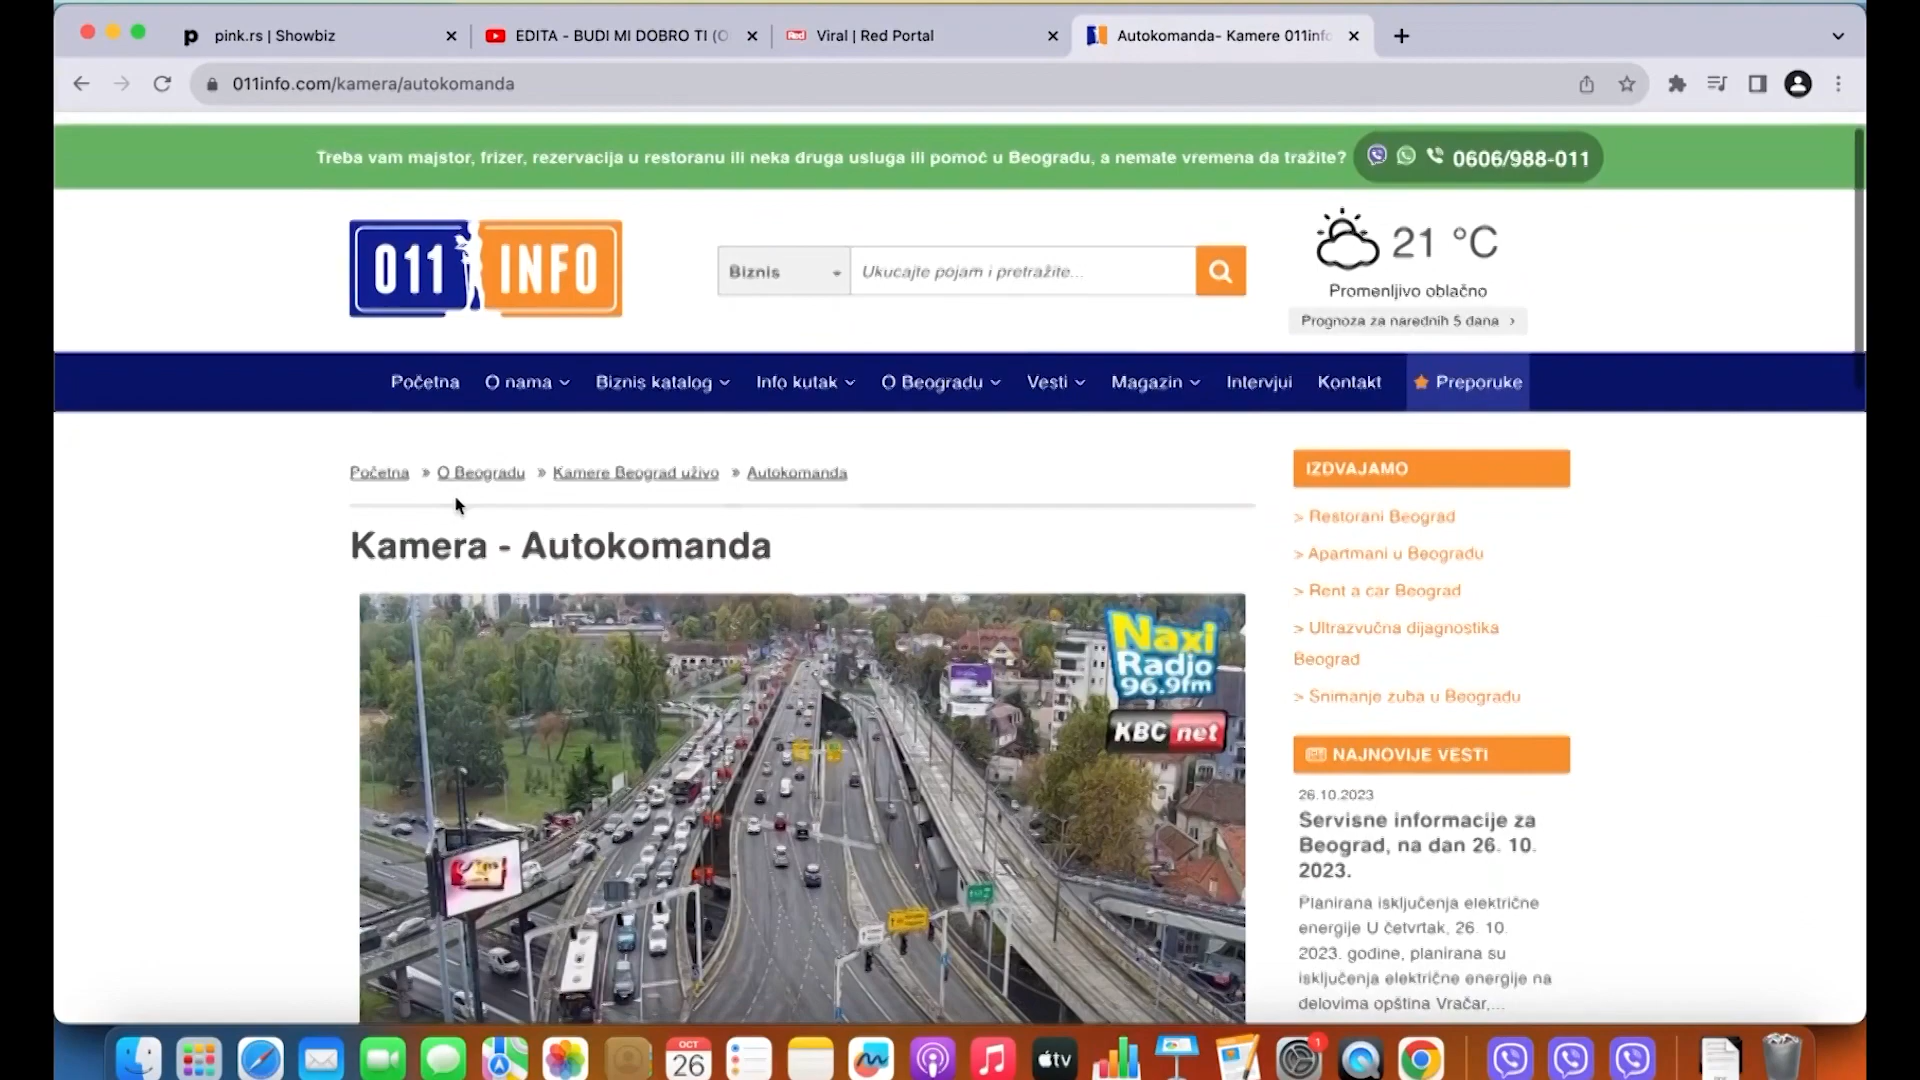 pink.rs | Showbiz
EDITA - BUDI MI DOBRO TI (O
Viral | Red Portal
Autokomanda- Kamere 011info
011info.com/kamera/autokomanda
Treba vam majstor, frizer, rezervacija u restoranu ili neka druga usluga ili pomoć u Beogradu, a nemate vremena da tražite?
0606/988-011
011 INFO
Biznis
Ukucajte pojam i pretražite...
21 °C
Promenljivo oblačno
Prognoza za narednih 5 dana ›
Početna
O nama
Biznis katalog
Info kutak
O Beogradu
Vesti
Magazin
Intervjui
Kontakt
Preporuke
Početna » O Beogradu » Kamere Beograd uživo » Autokomanda
Kamera - Autokomanda
Naxi
Radio
96.9fm
KBC net
IZDVAJAMO
> Restorani Beograd
> Apartmani u Beogradu
> Rent a car Beograd
> Ultrazvučna dijagnostika
Beograd
> Snimanje zuba u Beogradu
NAJNOVIJE VESTI
26.10.2023
Servisne informacije za
Beograd, na dan 26. 10.
2023.
Planirana isključenja električne
energije U četvrtak, 26. 10.
2023. godine, planirana su
isključenja električne energije na
delovima opština Vračar,...
OCT
26
tv
1